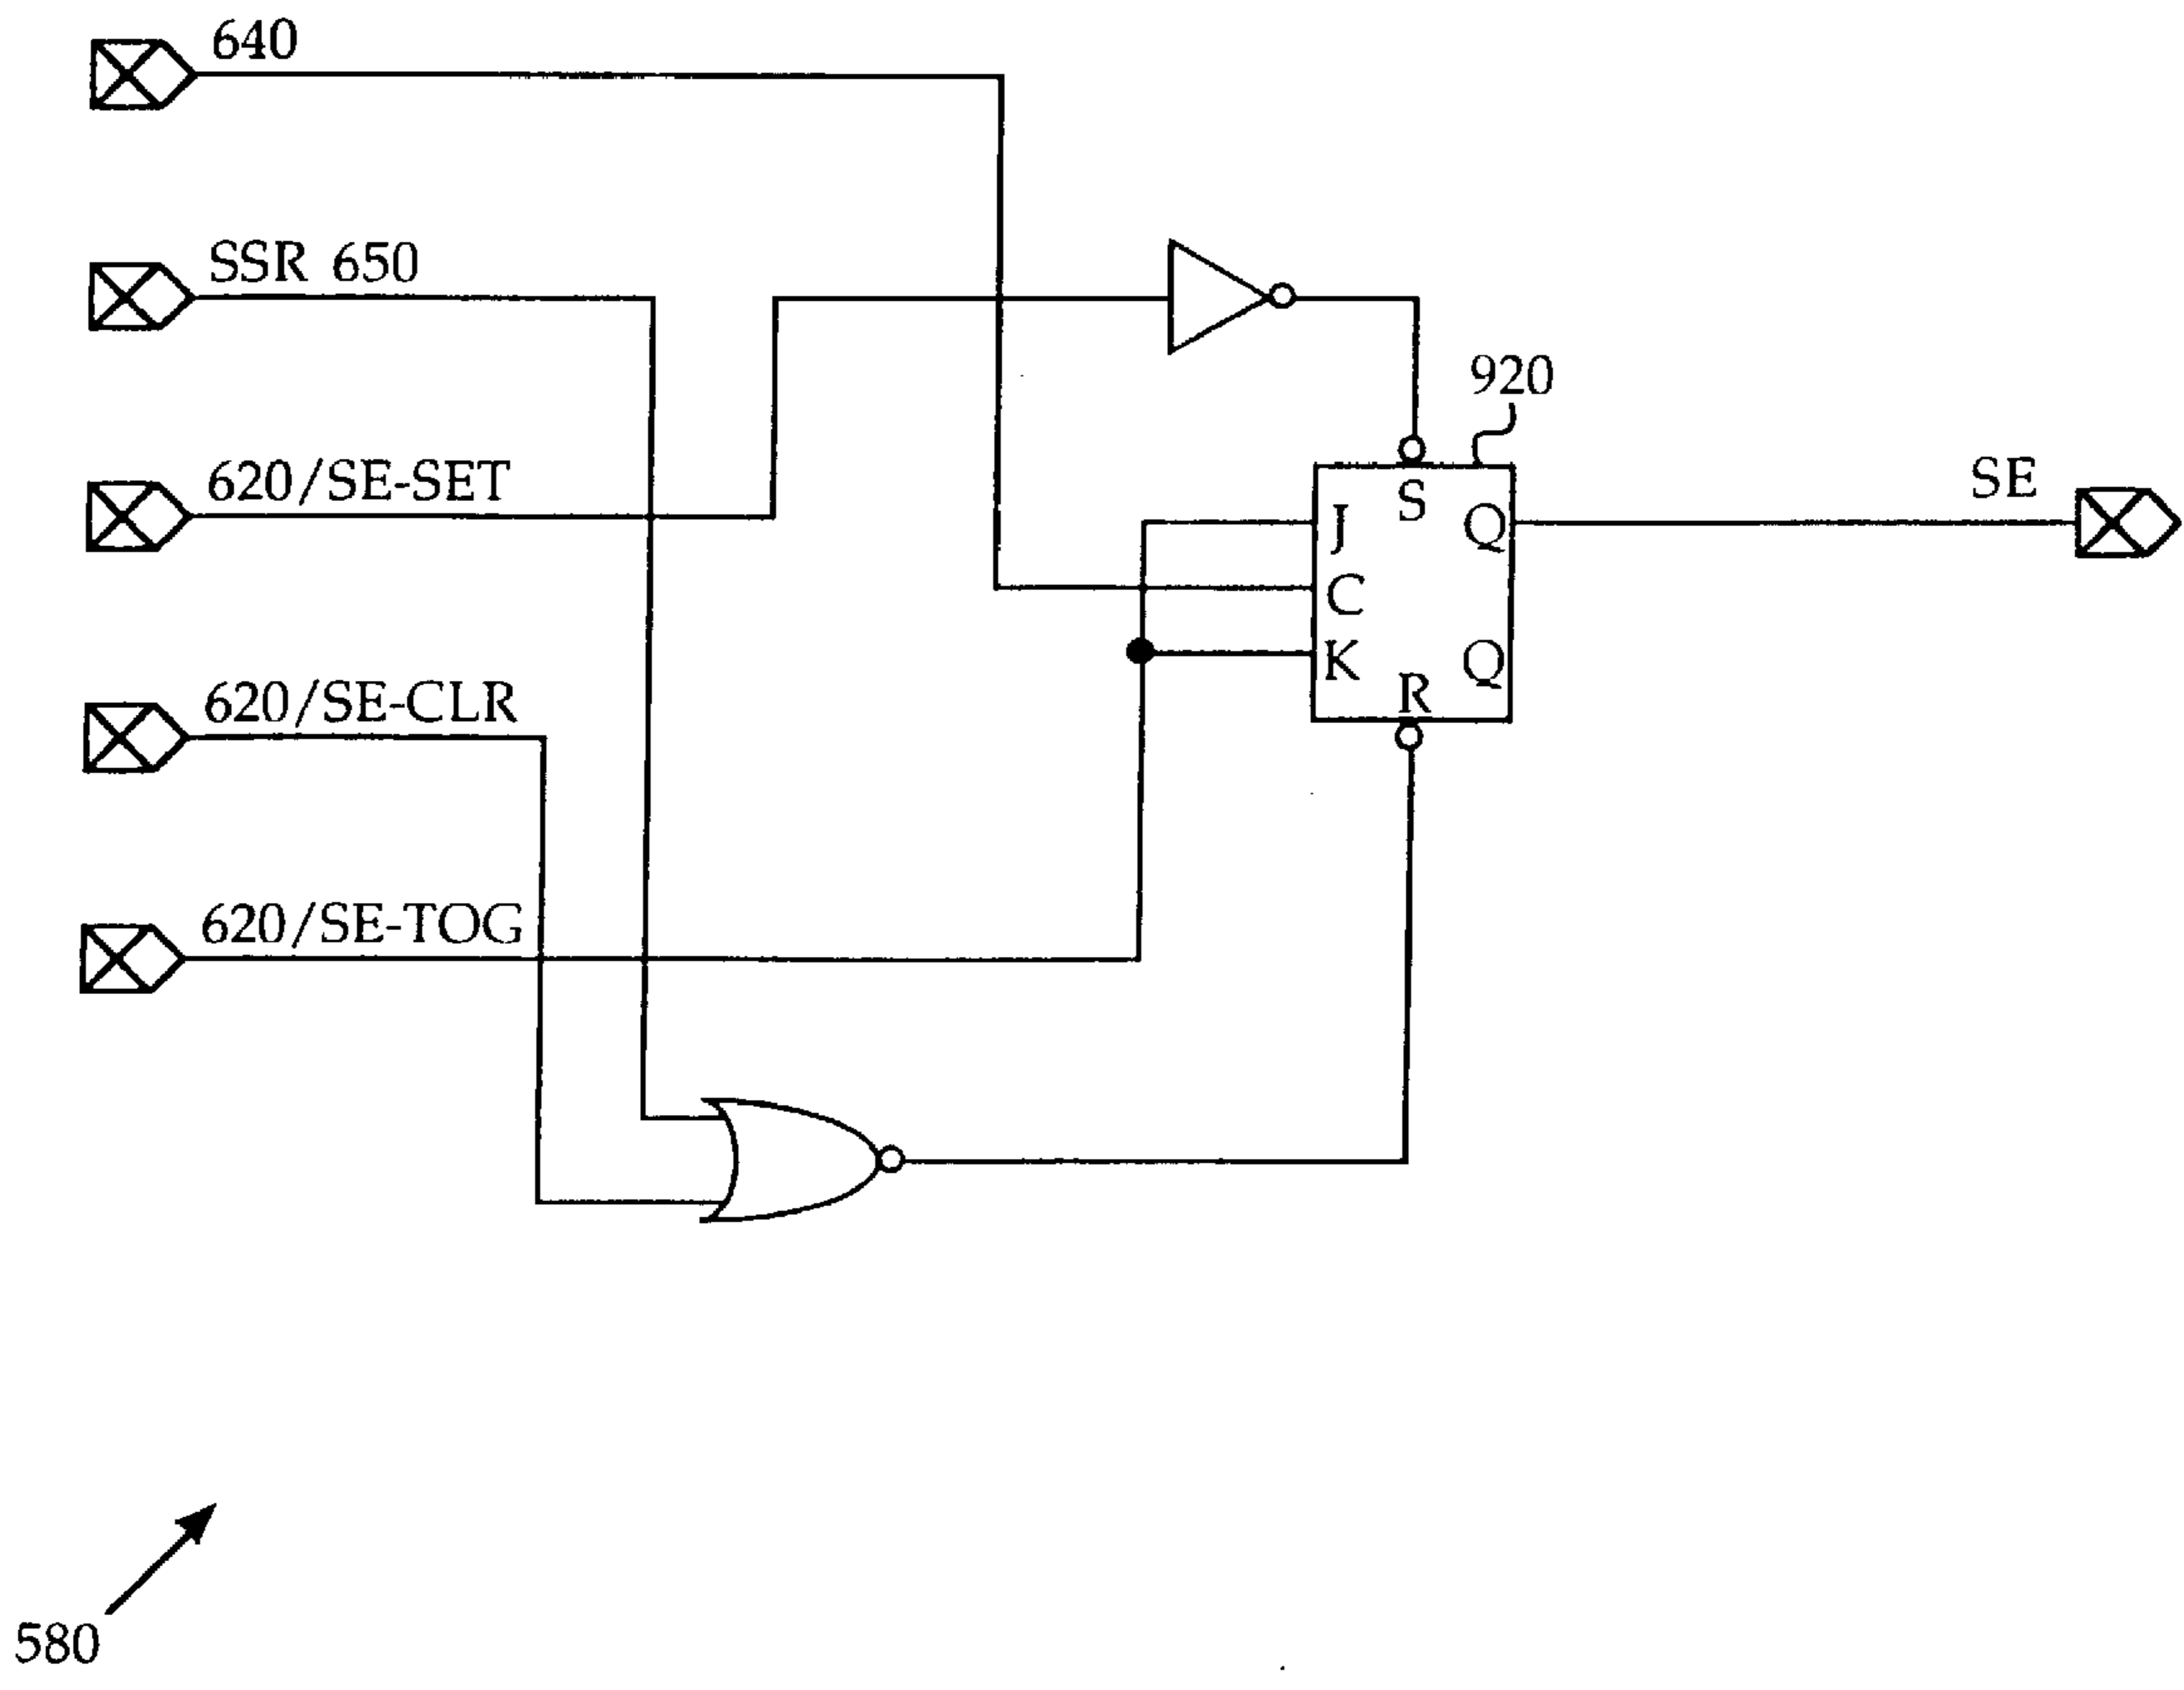 640
SSR 650
620/SE-SET
620/SE-CLR
620/SE-TOG
920
S
J
Q
C
K
Q
R
SE
580